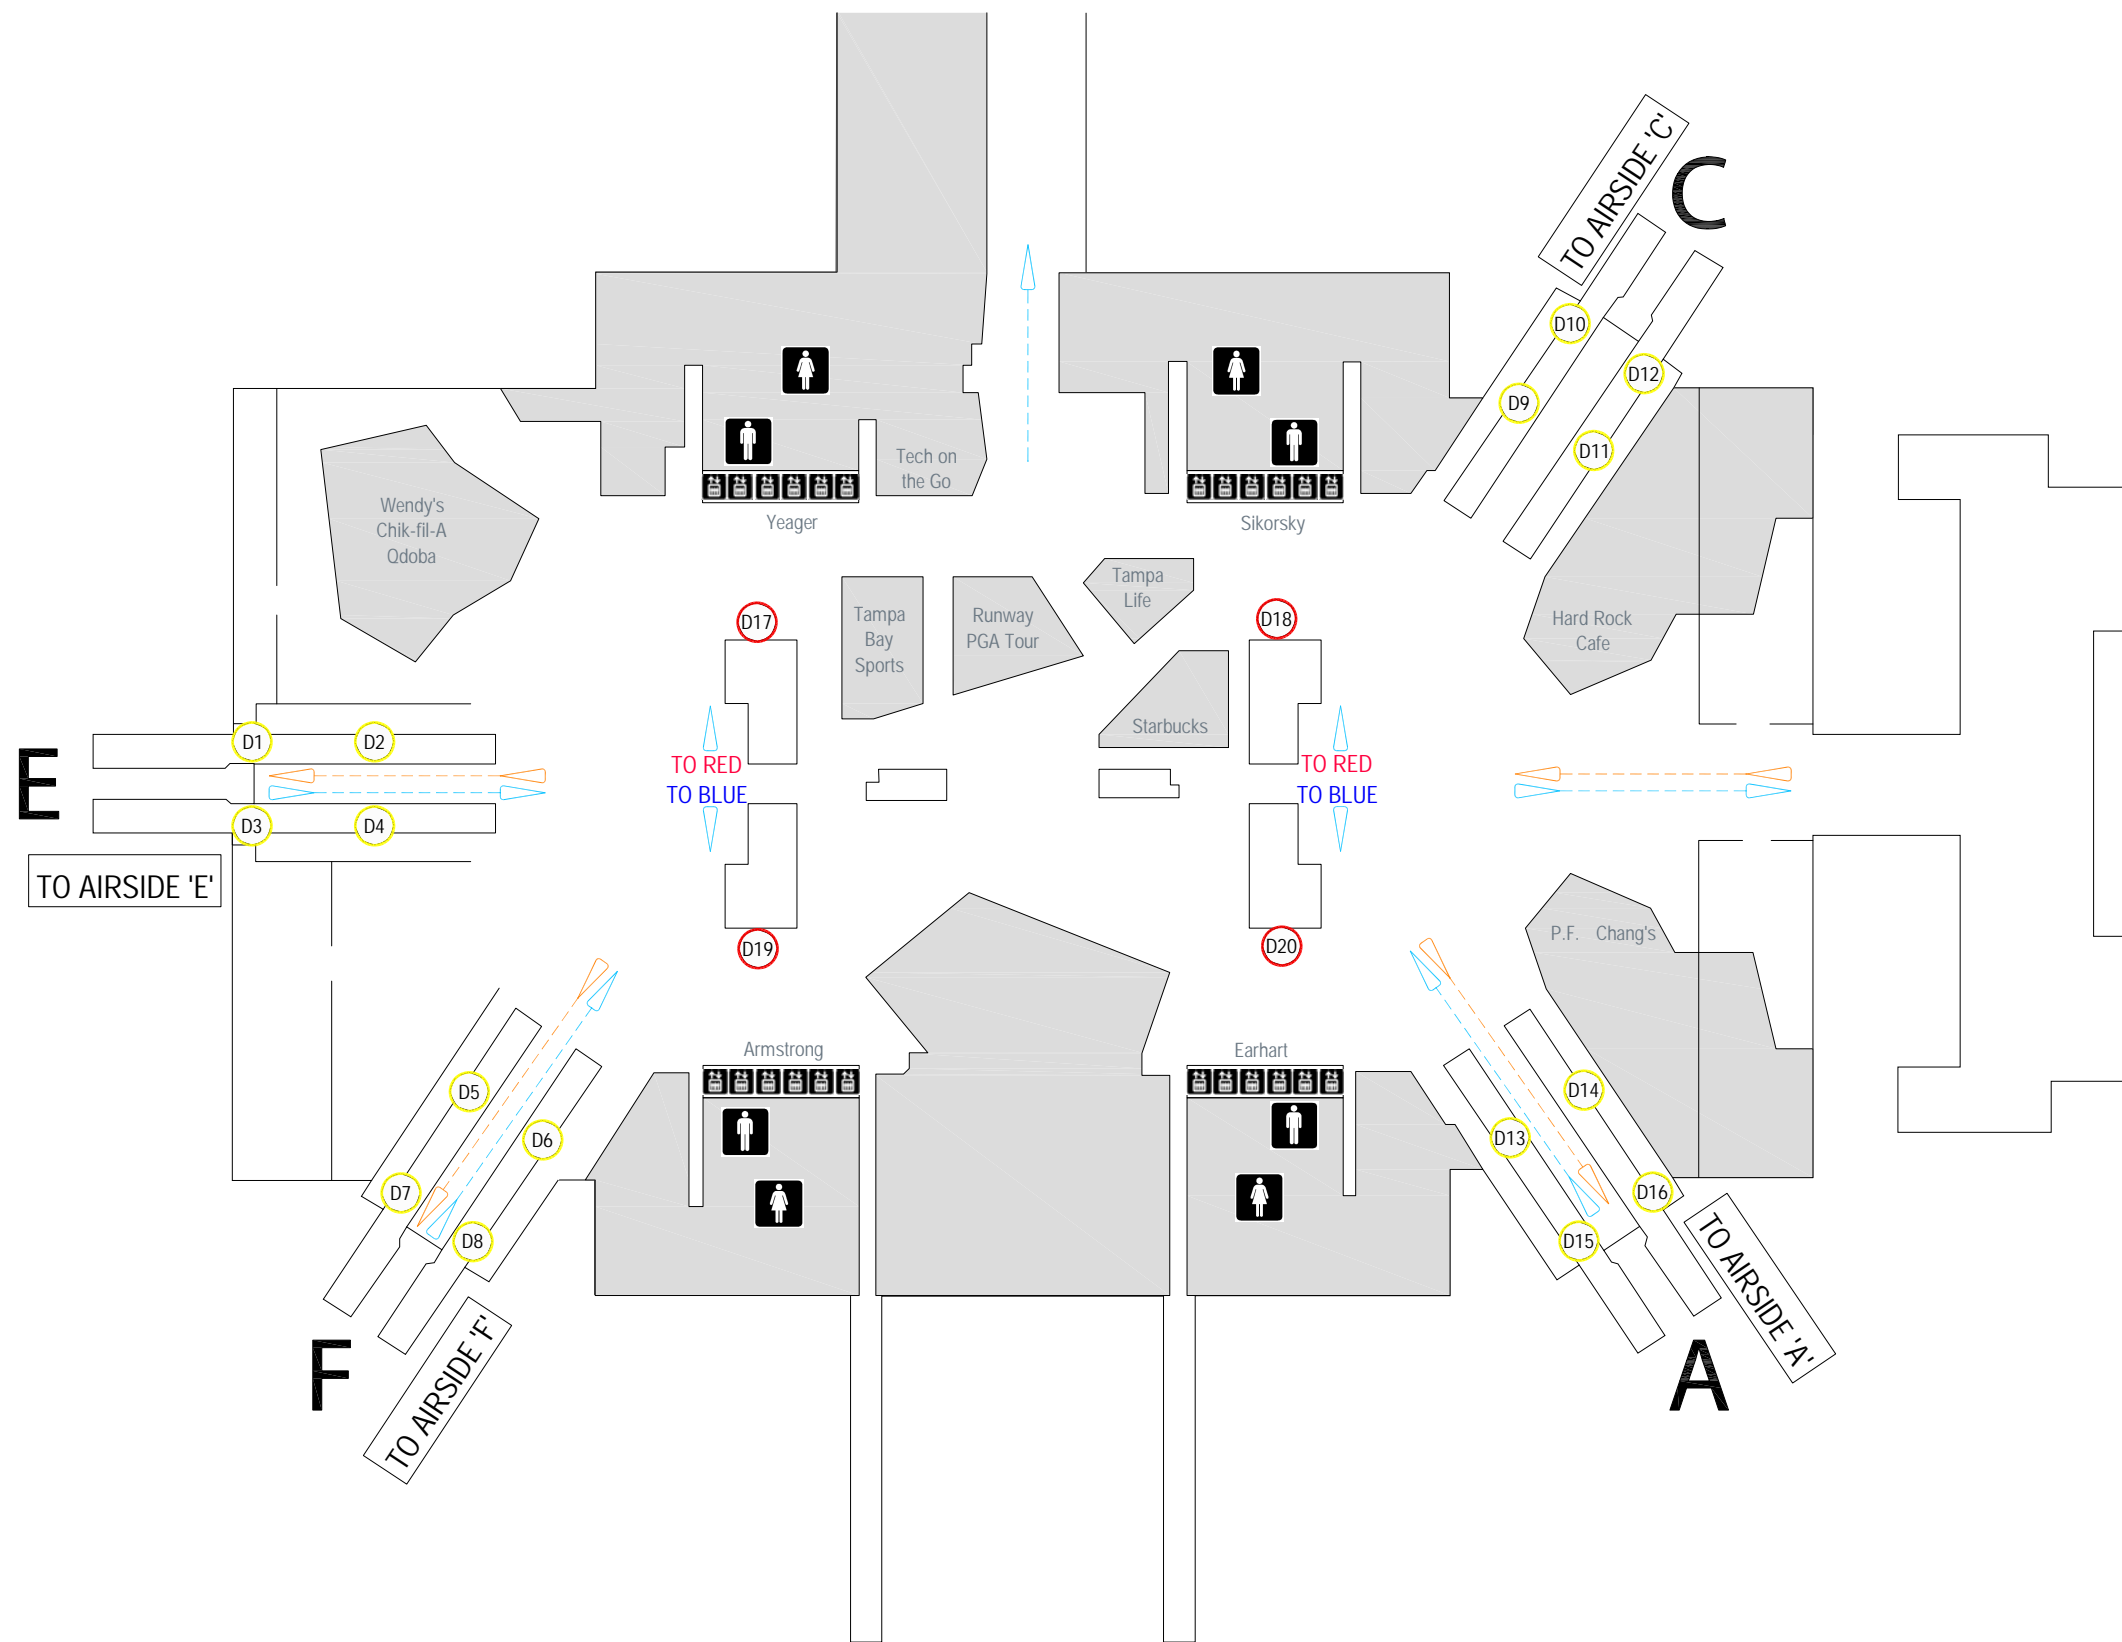 TO AIRSIDE 'C'
C
D10
D12
D9
D11
Tech on
the Go
Wendy's
Chik-fil-A
Qdoba
Yeager
Sikorsky
Tampa
Life
Tampa
Bay
Sports
Runway
PGA Tour
Hard Rock
Cafe
D17
D18
Starbucks
D1
D2
E
TO RED
TO BLUE
TO RED
TO BLUE
D3
D4
TO AIRSIDE 'E'
P.F. Chang's
D19
D20
Armstrong
Earhart
D5
D6
D7
D8
D14
D13
D16
D15
TO AIRSIDE 'F'
F
TO AIRSIDE 'A'
A